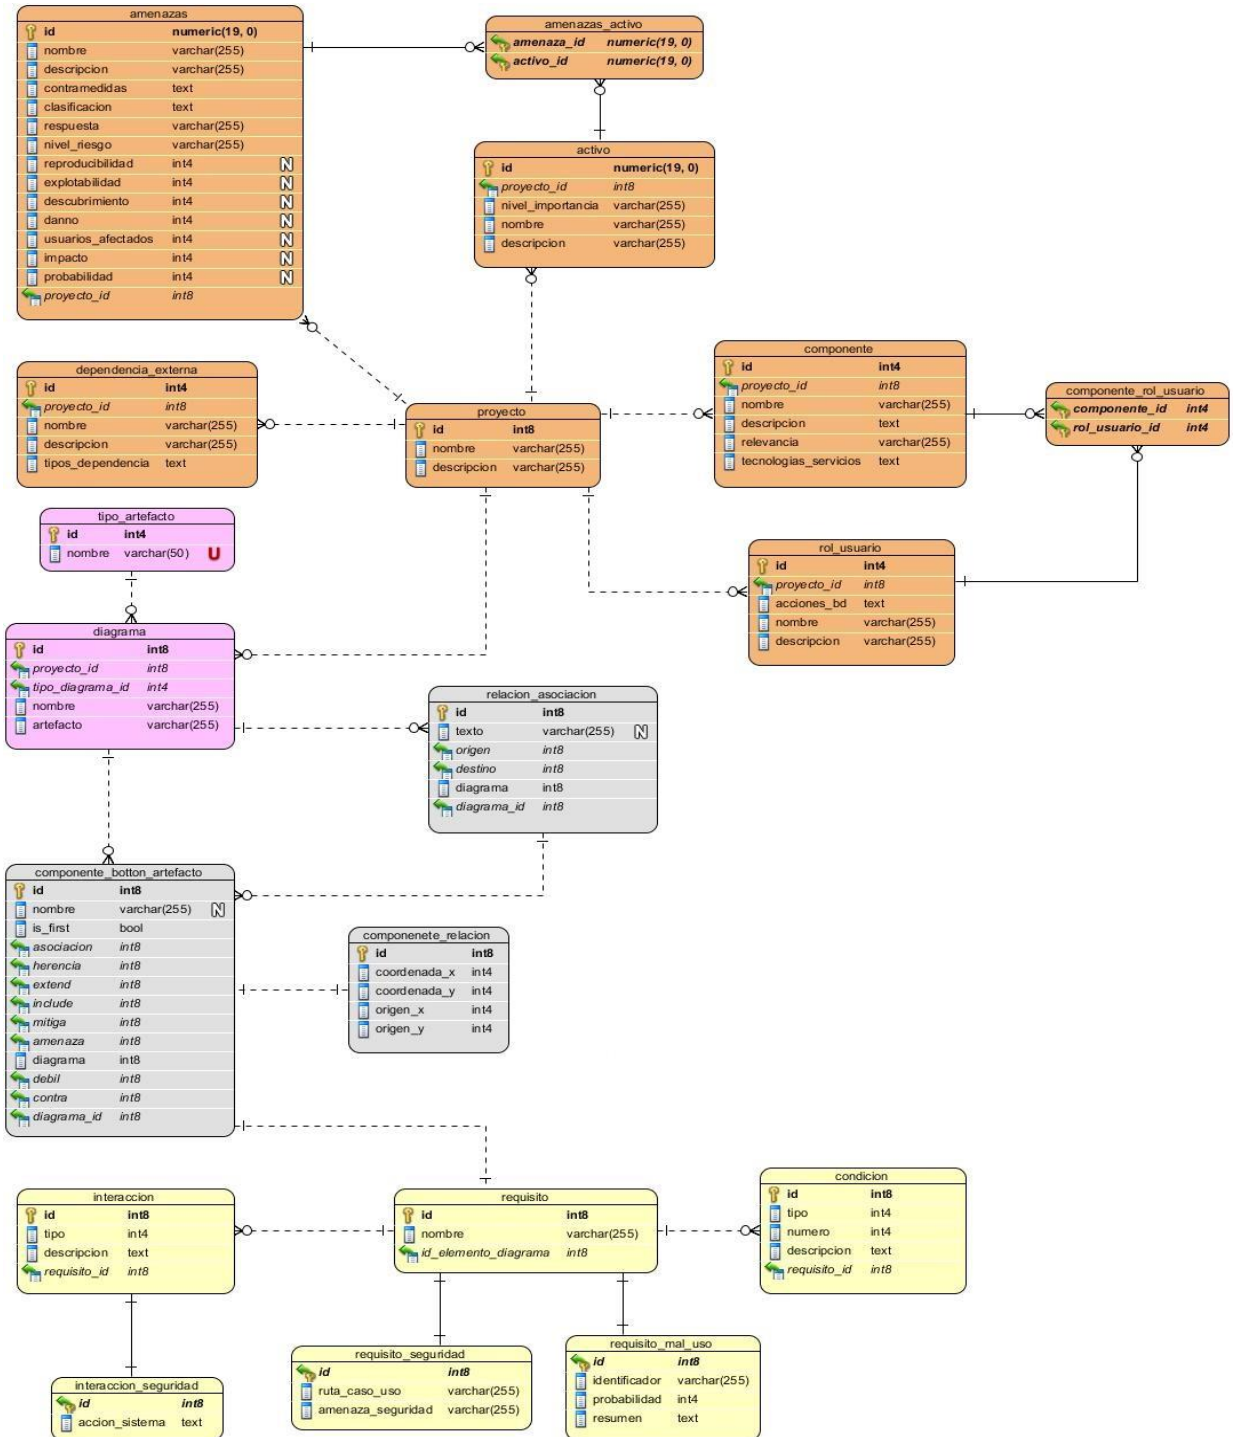 amenazas
id numeric(19, 0)
nombre varchar(255)
descripcion varchar(255)
contramedidas text
clasificacion text
respuesta varchar(255)
nivel_riesgo varchar(255)
reproducibilidad int4 N
explotabilidad int4 N
descubrimiento int4 N
danno int4 N
usuarios_afectados int4 N
impacto int4 N
probabilidad int4 N
proyecto_id int8
amenazas_activo
amenaza_id numeric(19, 0)
activo_id numeric(19, 0)
activo
id numeric(19, 0)
proyecto_id int8
nivel_importancia varchar(255)
nombre varchar(255)
descripcion varchar(255)
dependencia_externa
id int4
proyecto_id int8
nombre varchar(255)
descripcion varchar(255)
tipos_dependencia text
proyecto
id int8
nombre varchar(255)
descripcion varchar(255)
componente
id int4
proyecto_id int8
nombre varchar(255)
descripcion text
relevancia varchar(255)
tecnologias_servicios text
componente_rol_usuario
componente_id int4
rol_usuario_id int4
tipo_artefacto
id int4
nombre varchar(50) U
rol_usuario
id int4
proyecto_id int8
acciones_bd text
nombre varchar(255)
descripcion varchar(255)
diagrama
id int8
proyecto_id int8
tipo_diagrama_id int4
nombre varchar(255)
artefacto varchar(255)
relacion_asociacion
id int8
texto varchar(255) N
origen int8
destino int8
diagrama int8
diagrama_id int8
componente_botton_artefacto
id int8
nombre varchar(255) N
is_first bool
asociacion int8
herencia int8
extend int8
include int8
mitiga int8
amenaza int8
diagrama int8
debil int8
contra int8
diagrama_id int8
componenete_relacion
id int8
coordenada_x int4
coordenada_y int4
origen_x int4
origen_y int4
interaccion
id int8
tipo int4
descripcion text
requisito_id int8
requisito
id int8
nombre varchar(255)
id_elemento_diagrama int8
condicion
id int8
tipo int4
numero int4
descripcion text
requisito_id int8
interaccion_seguridad
id int8
accion_sistema text
requisito_seguridad
id int8
ruta_caso_uso varchar(255)
amenaza_seguridad varchar(255)
requisito_mal_uso
id int8
identificador varchar(255)
probabilidad int4
resumen text